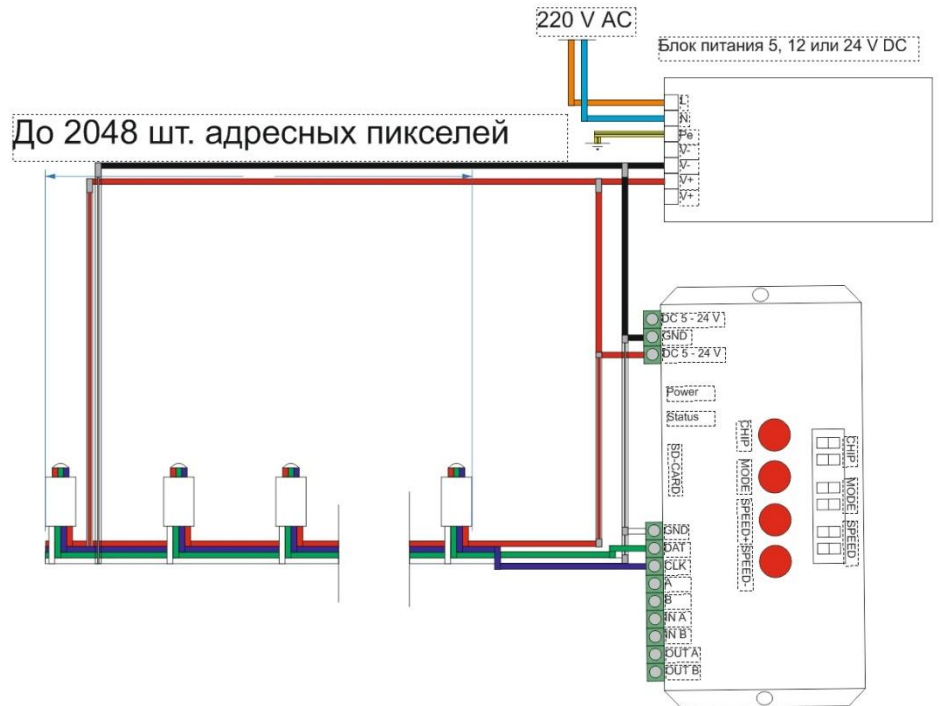 220 V AC
Блок питания 5, 12 или 24 V DC
До 2048 шт. адресных пикселей
L
N
Pe
V-
V-
V+
V+
DC 5 - 24 V
GND
DC 5 - 24 V
Power
Status
SD-CARD
CHIP
MODE
SPEED+
SPEED-
CHIP
MODE
SPEED
GND
DAT
CLK
A
B
IN A
IN B
OUT A
OUT B